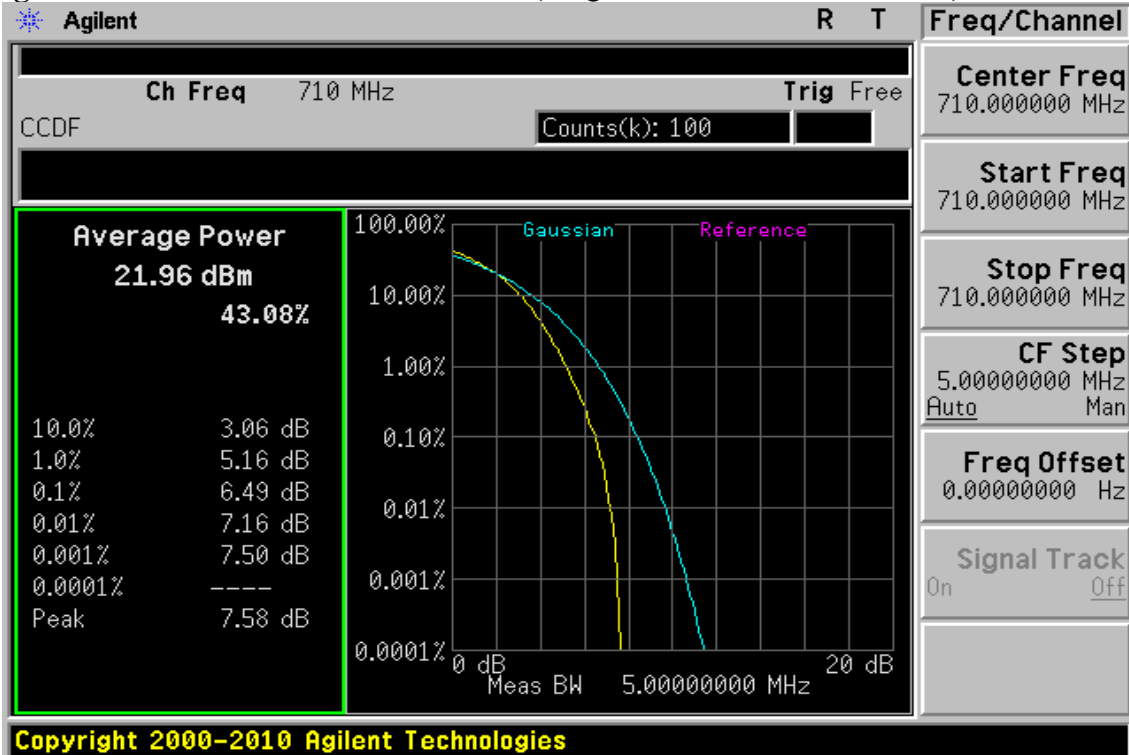 Agilent
R T
Ch Freq 710 MHz
Trig Free
CCDF
Counts(k): 100
Average Power
21.96 dBm
43.08%
10.0% 3.06 dB
1.0% 5.16 dB
0.1% 6.49 dB
0.01% 7.16 dB
0.001% 7.50 dB
0.0001% ----
Peak 7.58 dB
Gaussian
Reference
100.00%
10.00%
1.00%
0.10%
0.01%
0.001%
0.0001%
0 dB
20 dB
Meas BW 5.00000000 MHz
Freq/Channel
Center Freq
710.000000 MHz
Start Freq
710.000000 MHz
Stop Freq
710.000000 MHz
CF Step
5.00000000 MHz
Auto Man
Freq Offset
0.00000000 Hz
Signal Track
On Off
Copyright 2000-2010 Agilent Technologies